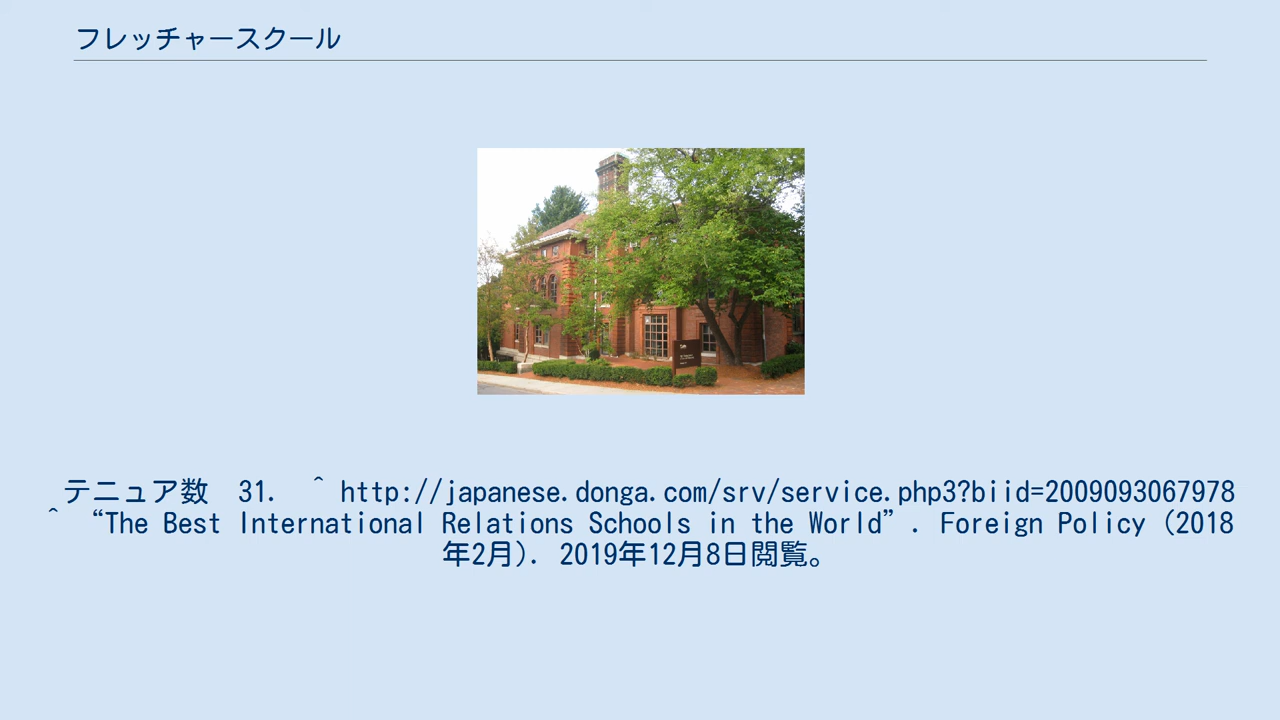 フレッチャースクール
テニュア数　31.　^ http://japanese.donga.com/srv/service.php3?biid=2009093067978
^ “The Best International Relations Schools in the World”. Foreign Policy (2018
年2月). 2019年12月8日閲覧。